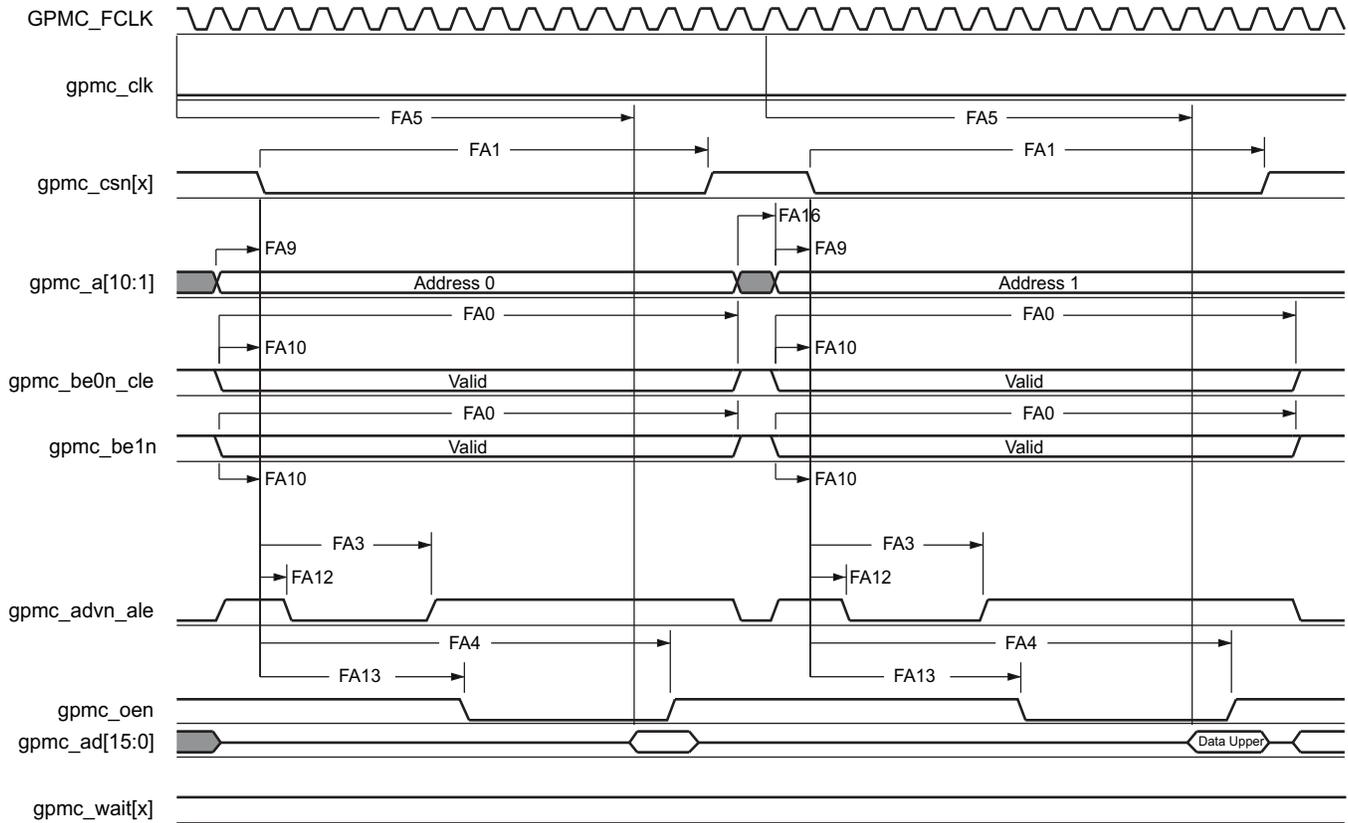 GPMC_FCLK
gpmc_clk
FA5 FA5
FA1 FA1
gpmc_csn[x]
FA16
FA9 FA9
gpmc_a[10:1] Address 0 Address 1
FA0 FA0
FA10 FA10
gpmc_be0n_cle Valid Valid
FA0 FA0
gpmc_be1n Valid Valid
FA10 FA10
FA3 FA3
FA12 FA12
gpmc_advn_ale
FA4 FA4
FA13 FA13
gpmc_oen
gpmc_ad[15:0] Data Upper
gpmc_wait[x]